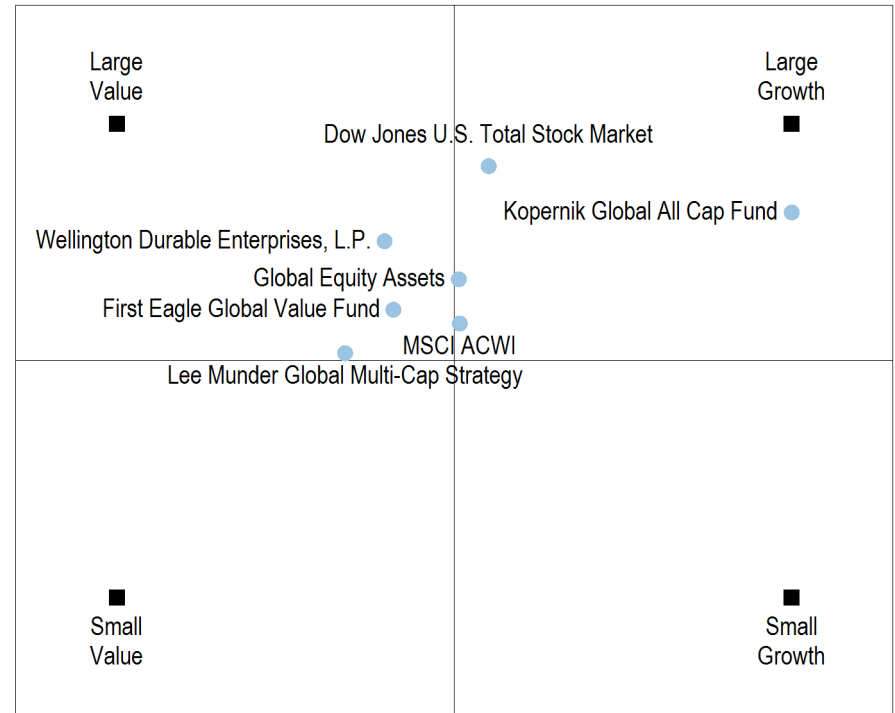 Large
Value
Large
Growth
Dow Jones U.S. Total Stock Market
Kopernik Global All Cap Fund
Wellington Durable Enterprises, L.P.
Global Equity Assets
First Eagle Global Value Fund
MSCI ACWI
Lee Munder Global Multi-Cap Strategy
Small
Value
Small
Growth